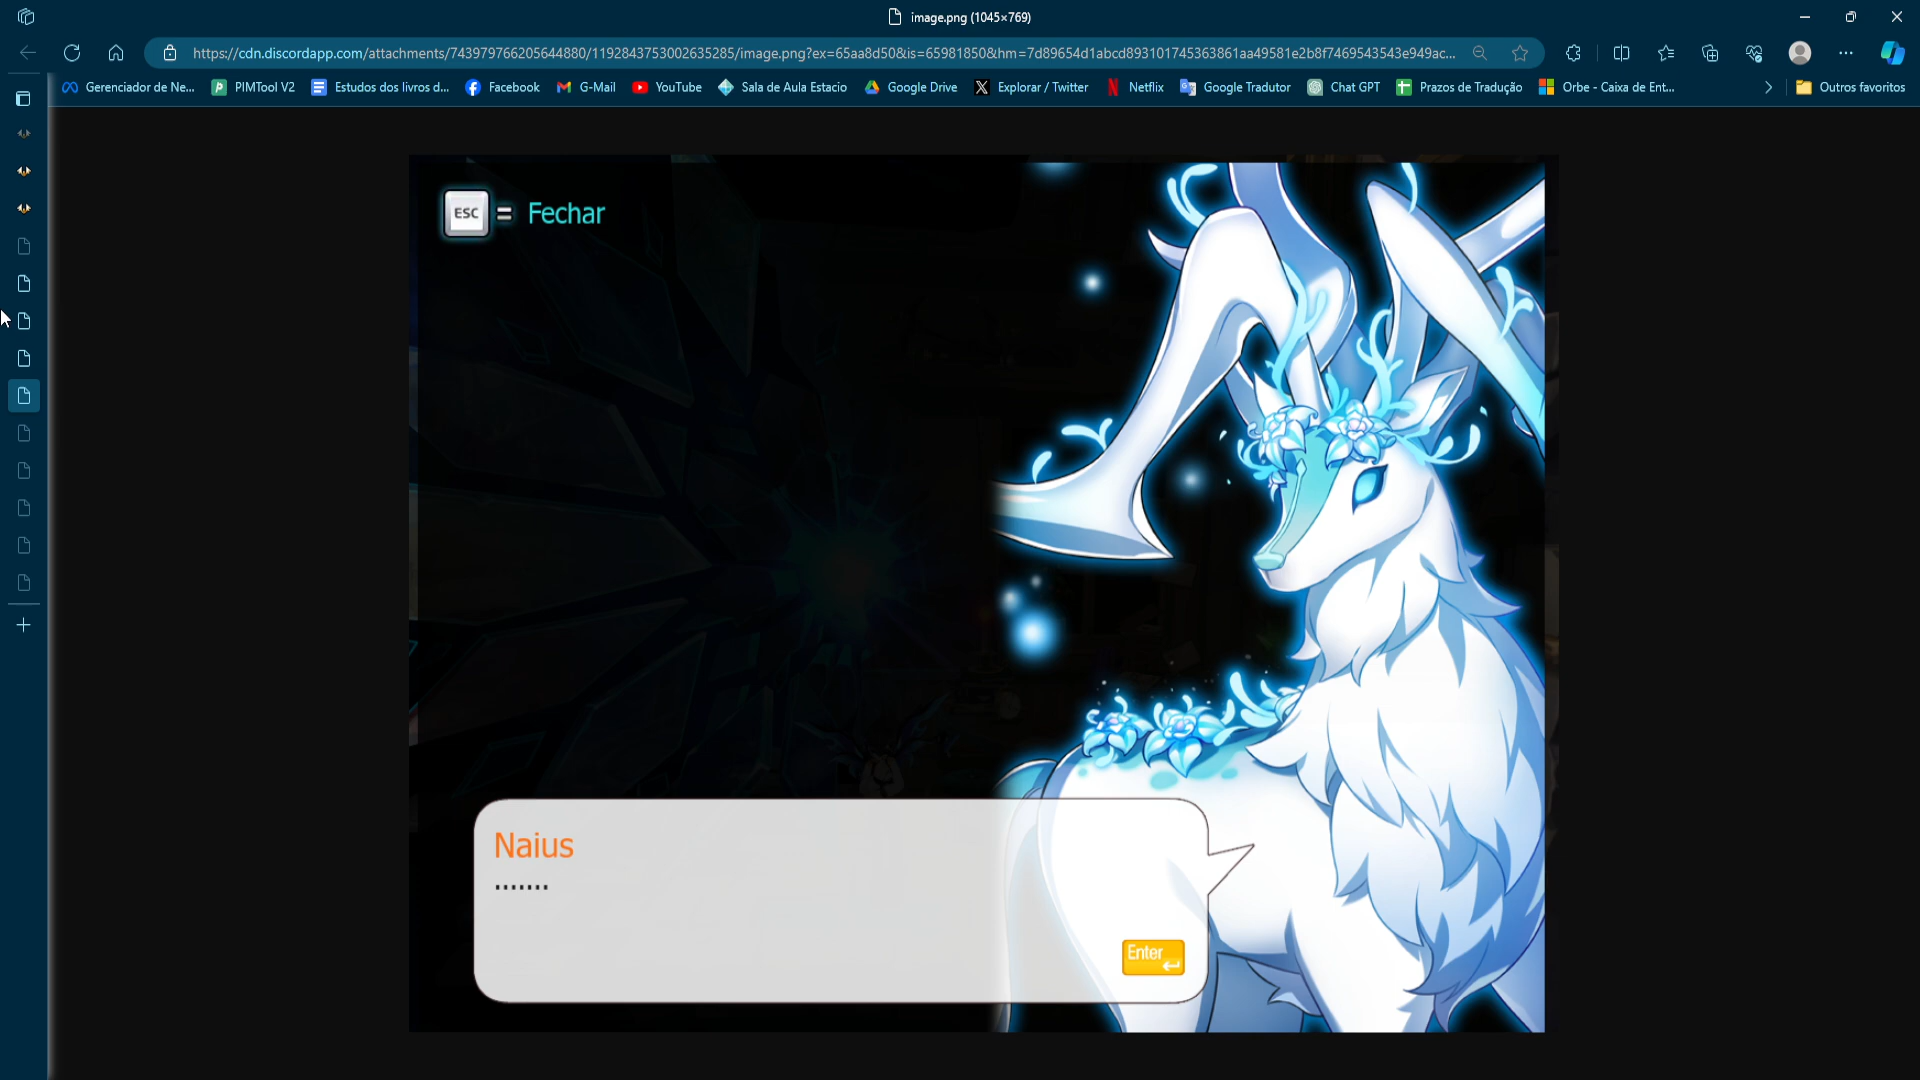 image.png (1045×769)
https://cdn.discordapp.com/attachments/743979766205644880/1192843753002635285/image.png?ex=65aa8d50&is=65981850&hm=7d89654d1abcd893101745363861aa49581e2b8f7469543543e949ac...
Gerenciador de Ne... PIMTool V2 Estudos dos livros d... Facebook G-Mail YouTube Sala de Aula Estacio Google Drive Explorar / Twitter Netflix Google Tradutor Chat GPT Prazos de Tradução Orbe - Caixa de Ent... Outros favoritos
ESC = Fechar
Naius
.......
Enter